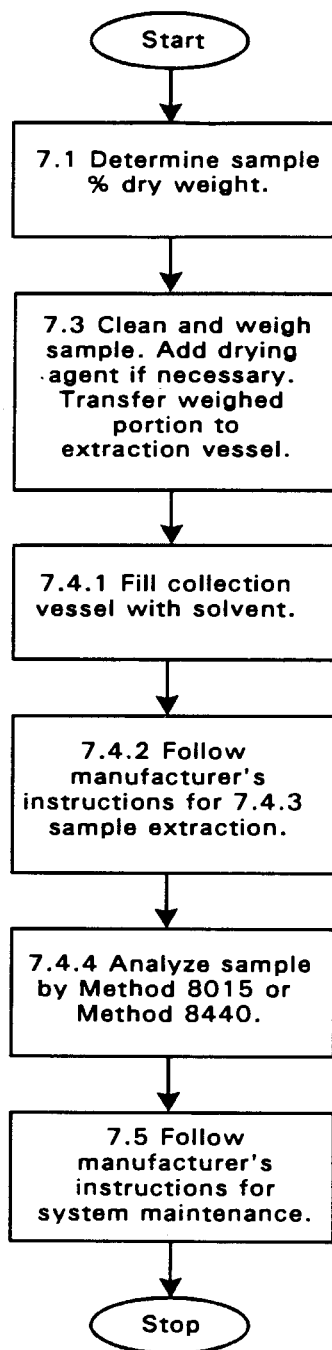 Start
7.1 Determine sample
% dry weight.
7.3 Clean and weigh
sample. Add drying
agent if necessary.
Transfer weighed
portion to
extraction vessel.
7.4.1 Fill collection
vessel with solvent.
7.4.2 Follow
manufacturer's
instructions for 7.4.3
sample extraction.
7.4.4 Analyze sample
by Method 8015 or
Method 8440.
7.5 Follow
manufacturer's
instructions for
system maintenance.
Stop